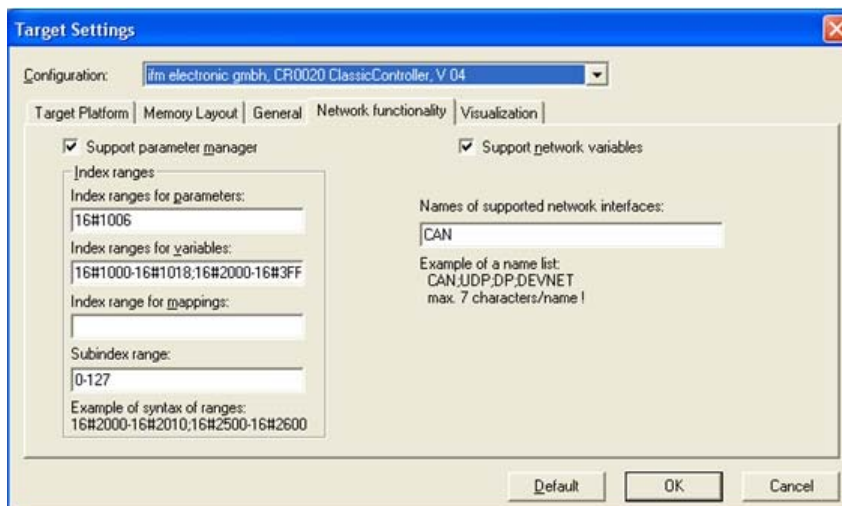 Target Settings
Configuration:
ifm electronic gmbh, CR0020 ClassicController, V 04
Target Platform
Memory Layout
General
Network functionality
Visualization
Support parameter manager
Support network variables
Index ranges
Index ranges for parameters:
16#1006
Index ranges for variables:
16#1000-16#1018;16#2000-16#3FF
Index range for mappings:
Subindex range:
0-127
Example of syntax of ranges:
16#2000-16#2010;16#2500-16#2600
Names of supported network interfaces:
CAN
Example of a name list:
CAN;UDP;DP;DEVNET
max. 7 characters/name !
Default
OK
Cancel